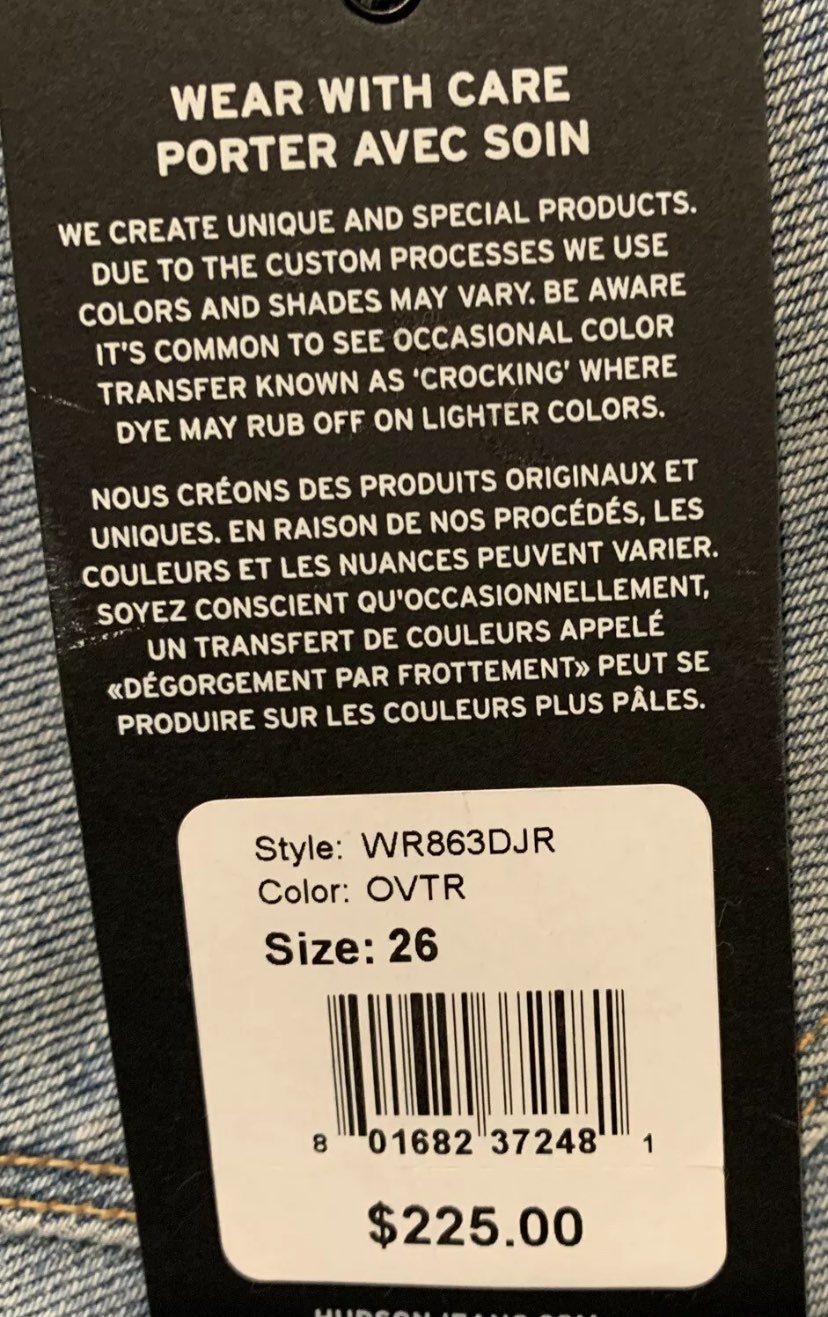 WEAR WITH CARE
PORTER AVEC SOIN
WE CREATE UNIQUE AND SPECIAL PRODUCTS.
DUE TO THE CUSTOM PROCESSES WE USE
COLORS AND SHADES MAY VARY. BE AWARE
IT'S COMMON TO SEE OCCASIONAL COLOR
TRANSFER KNOWN AS ‘CROCKING’ WHERE
DYE MAY RUB OFF ON LIGHTER COLORS.
NOUS CRÉONS DES PRODUITS ORIGINAUX ET
UNIQUES. EN RAISON DE NOS PROCÉDÉS, LES
COULEURS ET LES NUANCES PEUVENT VARIER.
SOYEZ CONSCIENT QU'OCCASIONNELLEMENT,
UN TRANSFERT DE COULEURS APPELÉ
«DÉGORGEMENT PAR FROTTEMENT» PEUT SE
PRODUIRE SUR LES COULEURS PLUS PÂLES.
Style: WR863DJR
Color: OVTR
Size: 26
8 01682 37248 1
$225.00
HUDSON JEANS.COM